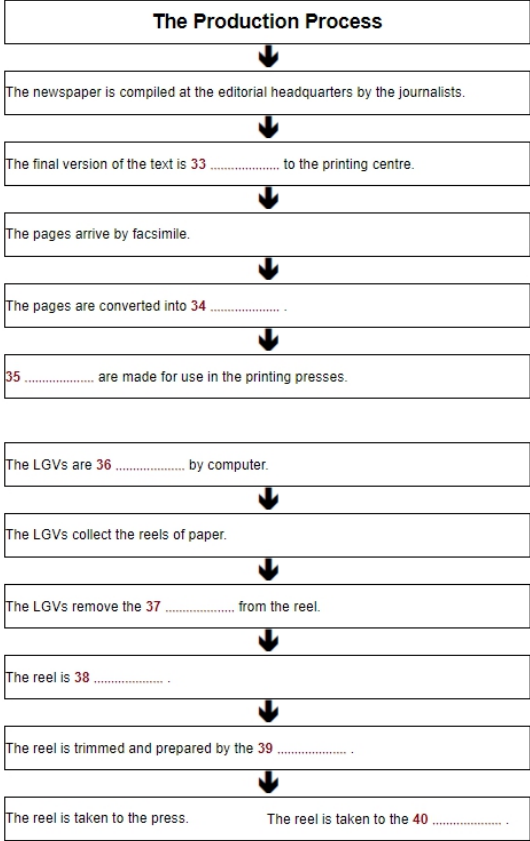 The Production Process
The newspaper is compiled at the editorial headquarters by the journalists.
The final version of the text is 33 .................... to the printing centre.
The pages arrive by facsimile.
The pages are converted into 34 .................... .
35 .................... are made for use in the printing presses.
The LGVs are 36 .................... by computer.
The LGVs collect the reels of paper.
The LGVs remove the 37 .................... from the reel.
The reel is 38 .................... .
The reel is trimmed and prepared by the 39 .................... .
The reel is taken to the press. The reel is taken to the 40 .................... .